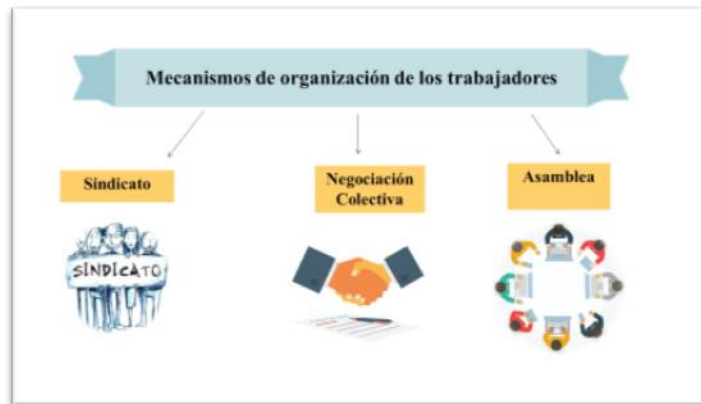 Mecanismos de organización de los trabajadores
Sindicato
Negociación
Colectiva
Asamblea
SINDICATO